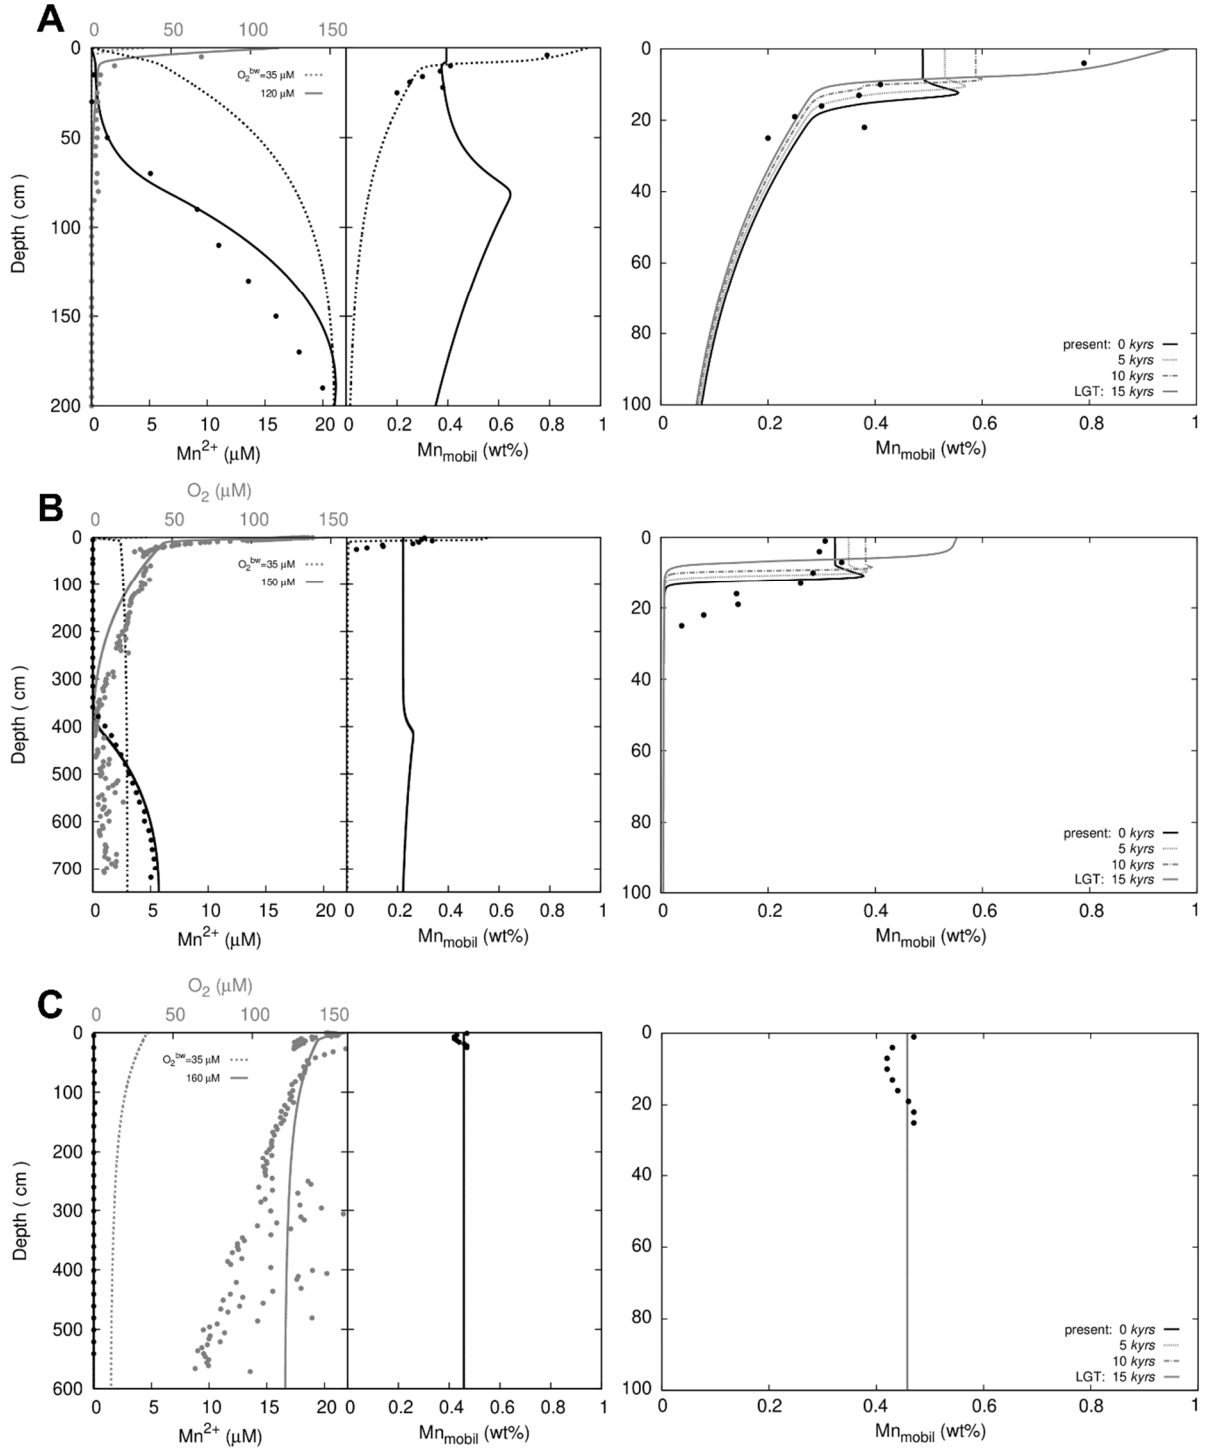 A
0 50 100 150
0
50
100
150
200
Depth ( cm )
O2bw=35 μM
120 μM
0 5 10 15 20 0 0.2 0.4 0.6 0.8 1
Mn2+ (μM) Mnmobil (wt%)
0
20
40
60
80
100
present: 0 kyrs
5 kyrs
10 kyrs
LGT: 15 kyrs
0 0.2 0.4 0.6 0.8 1
Mnmobil (wt%)
B
O2 (μM)
0 50 100 150
0
100
200
300
400
500
600
700
Depth ( cm )
O2bw=35 μM
150 μM
0 5 10 15 20 0 0.2 0.4 0.6 0.8 1
Mn2+ (μM) Mnmobil (wt%)
0
20
40
60
80
100
present: 0 kyrs
5 kyrs
10 kyrs
LGT: 15 kyrs
0 0.2 0.4 0.6 0.8 1
Mnmobil (wt%)
C
O2 (μM)
0 50 100 150
0
100
200
300
400
500
600
Depth ( cm )
O2bw=35 μM
160 μM
0 5 10 15 20 0 0.2 0.4 0.6 0.8 1
Mn2+ (μM) Mnmobil (wt%)
0
20
40
60
80
100
present: 0 kyrs
5 kyrs
10 kyrs
LGT: 15 kyrs
0 0.2 0.4 0.6 0.8 1
Mnmobil (wt%)